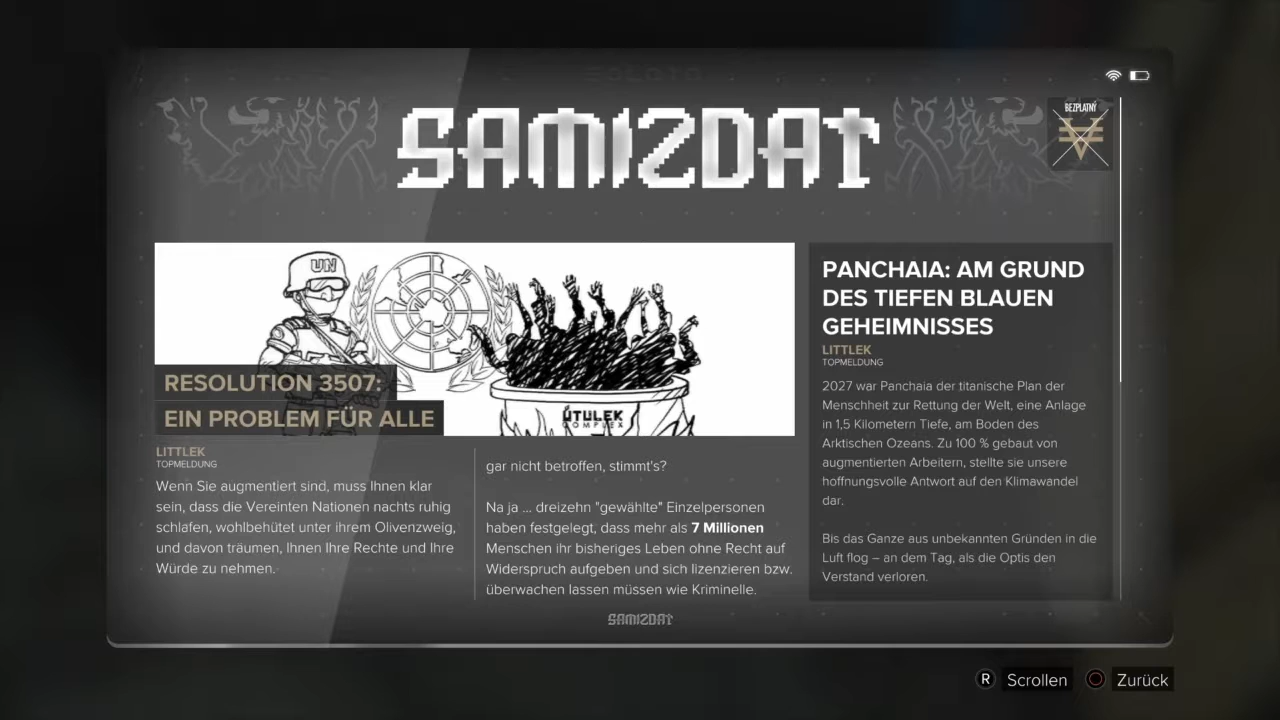 SAMIZDAT
BEZPLATNÝ
UN
ÚTULEK
COMPLEX
RESOLUTION 3507:
EIN PROBLEM FÜR ALLE
LITTLEK
TOPMELDUNG
Wenn Sie augmentiert sind, muss Ihnen klar
sein, dass die Vereinten Nationen nachts ruhig
schlafen, wohlbehütet unter ihrem Olivenzweig,
und davon träumen, Ihnen Ihre Rechte und Ihre
Würde zu nehmen.
gar nicht betroffen, stimmt's?
Na ja ... dreizehn "gewählte" Einzelpersonen
haben festgelegt, dass mehr als 7 Millionen
Menschen ihr bisheriges Leben ohne Recht auf
Widerspruch aufgeben und sich lizenzieren bzw.
überwachen lassen müssen wie Kriminelle.
PANCHAIA: AM GRUND
DES TIEFEN BLAUEN
GEHEIMNISSES
LITTLEK
TOPMELDUNG
2027 war Panchaia der titanische Plan der
Menschheit zur Rettung der Welt, eine Anlage
in 1,5 Kilometern Tiefe, am Boden des
Arktischen Ozeans. Zu 100 % gebaut von
augmentierten Arbeitern, stellte sie unsere
hoffnungsvolle Antwort auf den Klimawandel
dar.
Bis das Ganze aus unbekannten Gründen in die
Luft flog – an dem Tag, als die Optis den
Verstand verloren.
SAMIZDAT
R Scrollen
Zurück